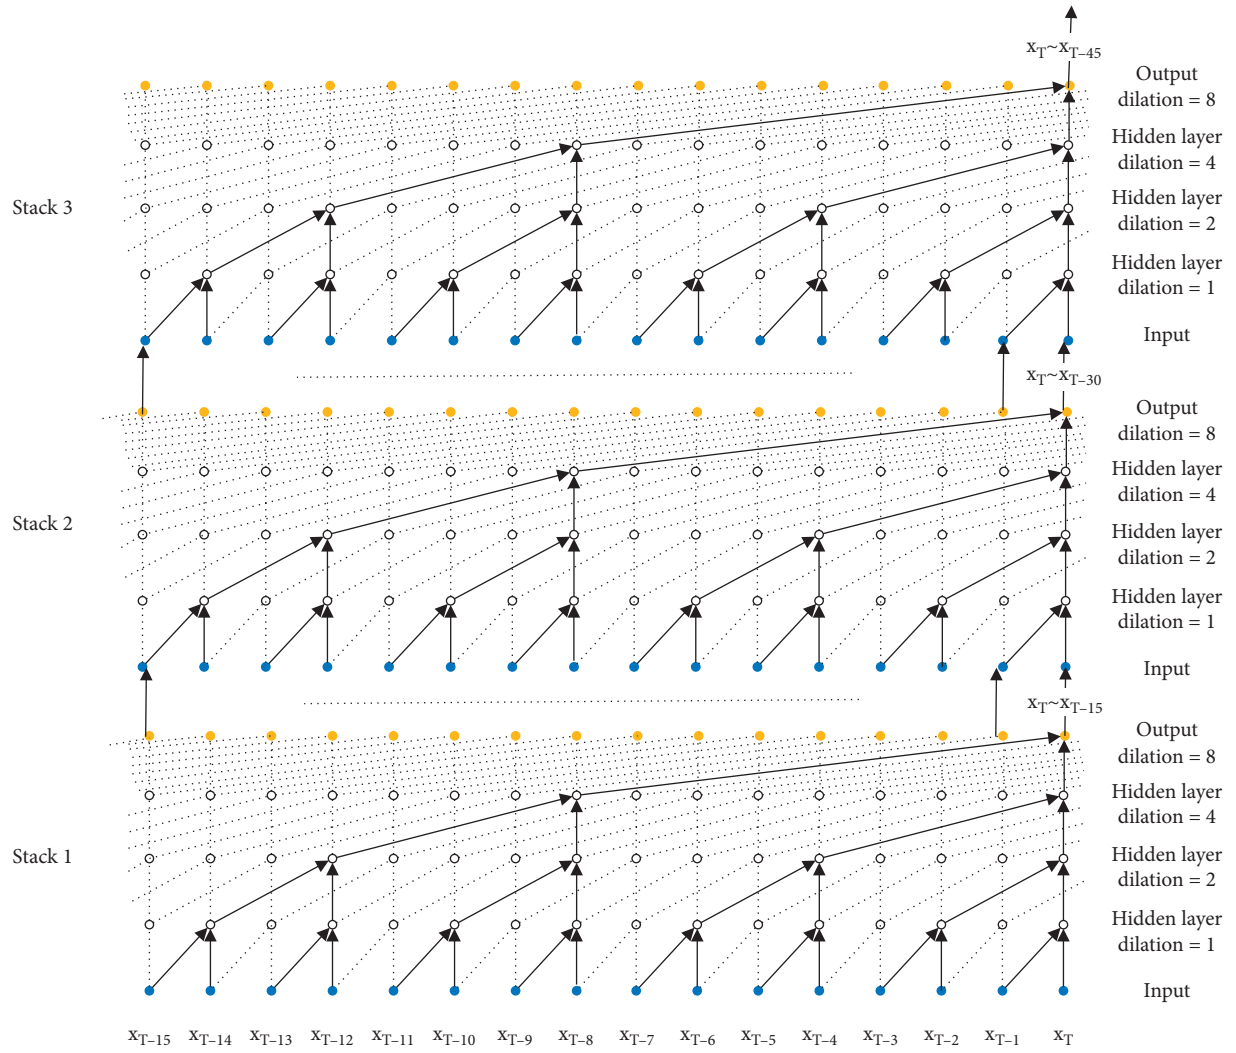 x_T~x_T–45
Output
dilation = 8
Hidden layer
dilation = 4
Stack 3
Hidden layer
dilation = 2
Hidden layer
dilation = 1
Input
x_T~x_T–30
Output
dilation = 8
Hidden layer
dilation = 4
Stack 2
Hidden layer
dilation = 2
Hidden layer
dilation = 1
Input
x_T~x_T–15
Output
dilation = 8
Hidden layer
dilation = 4
Stack 1
Hidden layer
dilation = 2
Hidden layer
dilation = 1
Input
x_T–15 x_T–14 x_T–13 x_T–12 x_T–11 x_T–10 x_T–9 x_T–8 x_T–7 x_T–6 x_T–5 x_T–4 x_T–3 x_T–2 x_T–1 x_T